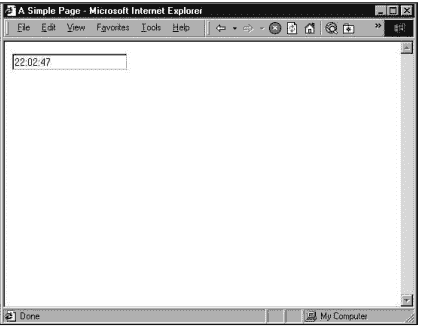 A Simple Page - Microsoft Internet Explorer
File Edit View Favorites Tools Help »
22:02:47
Done My Computer